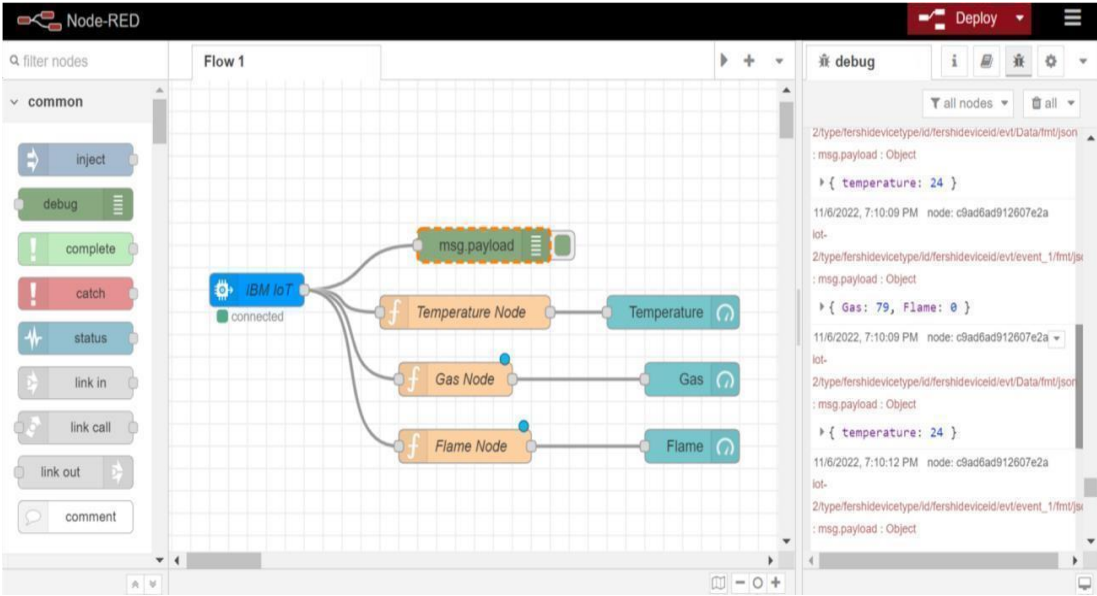 Node-RED
Deploy
filter nodes
common
inject
debug
complete
catch
status
link in
link call
link out
comment
Flow 1
IBM IoT
connected
msg.payload
Temperature Node
Temperature
Gas Node
Gas
Flame Node
Flame
debug
i
all nodes
all
2/type/fershidevicetype/id/fershideviceid/evt/Data/fmt/json
: msg.payload : Object
{ temperature: 24 }
11/6/2022, 7:10:09 PM node: c9ad6ad912607e2a
iot-
2/type/fershidevicetype/id/fershideviceid/evt/event_1/fmt/js
: msg.payload : Object
{ Gas: 79, Flame: 0 }
11/6/2022, 7:10:09 PM node: c9ad6ad912607e2a
iot-
2/type/fershidevicetype/id/fershideviceid/evt/Data/fmt/json
: msg.payload : Object
{ temperature: 24 }
11/6/2022, 7:10:12 PM node: c9ad6ad912607e2a
iot-
2/type/fershidevicetype/id/fershideviceid/evt/event_1/fmt/js
: msg.payload : Object